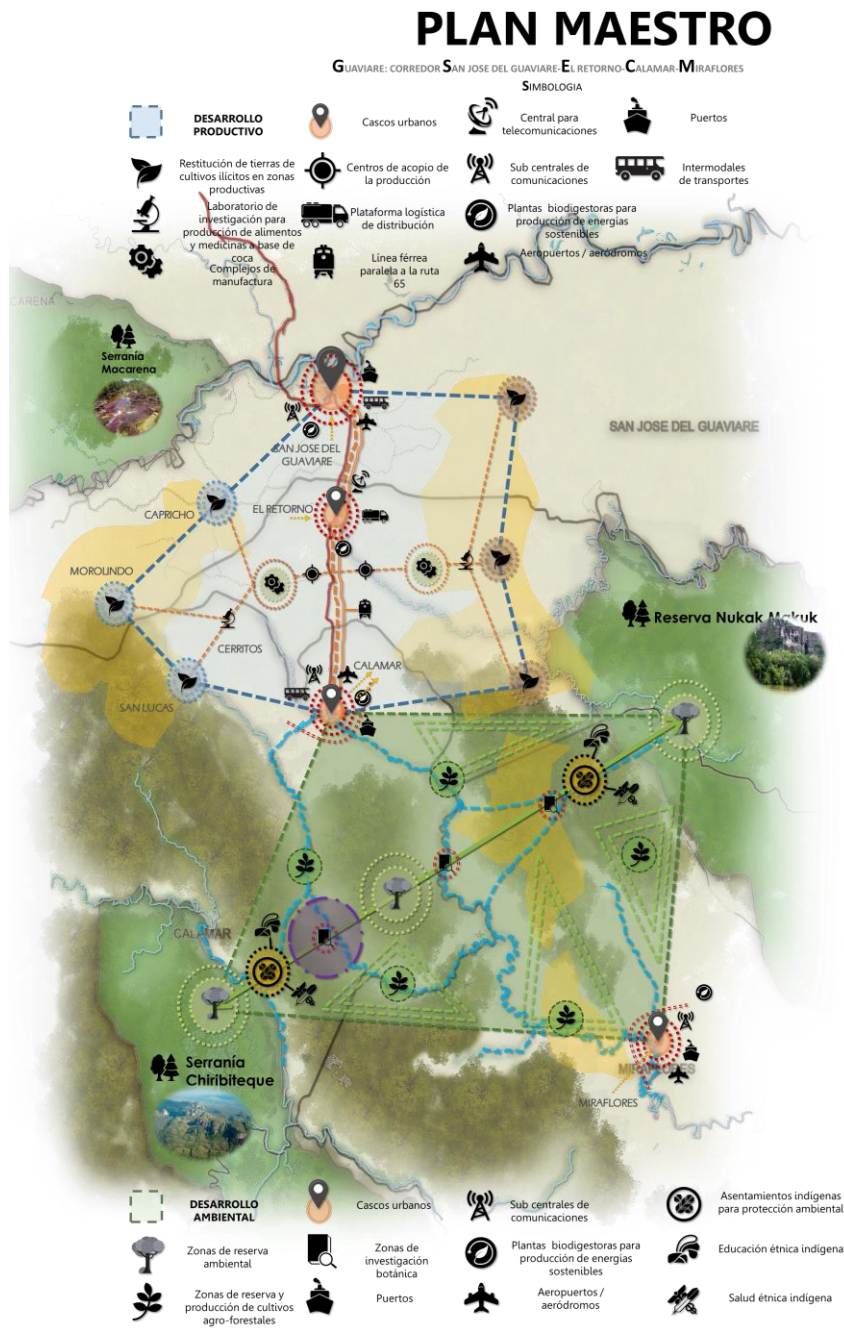 PLAN MAESTRO
GUAVIARE: CORREDOR SAN JOSE DEL GUAVIARE-EL RETORNO-CALAMAR-MIRAFLORES
SIMBOLOGIA
DESARROLLO
PRODUCTIVO
Cascos urbanos
Central para
telecomunicaciones
Puertos
Restitución de tierras de
cultivos ilicitos en zonas
productivas
Centros de acopio de
la producción
Sub centrales de
comunicaciones
Intermodales
de transportes
Laboratorio de
investigación para
producción de alimentos
y medicinas a base de
coca
Plataforma logística
de distribución
Plantas biodigestoras para
producción de energías
sostenibles
Complejos de
manufactura
Línea férrea
paralela a la ruta
65
Aeropuertos / aeródromos
CARENA
Serranía
Macarena
SAN JOSE DEL GUAVIARE
SAN JOSE DEL
GUAVIARE
CAPRICHO
EL RETORNO
MOROLINDO
Reserva Nukak Makuk
CERRITOS
CALAMAR
SAN LUCAS
CALAMAR
Serranía
Chiribiteque
MIRAFLORES
MIRAFLORES
DESARROLLO
AMBIENTAL
Cascos urbanos
Sub centrales de
comunicaciones
Asentamientos indígenas
para protección ambiental
Zonas de reserva
ambiental
Zonas de
investigación
botánica
Plantas biodigestoras para
producción de energías
sostenibles
Educación étnica indígena
Zonas de reserva y
producción de cultivos
agro-forestales
Puertos
Aeropuertos /
aeródromos
Salud étnica indígena